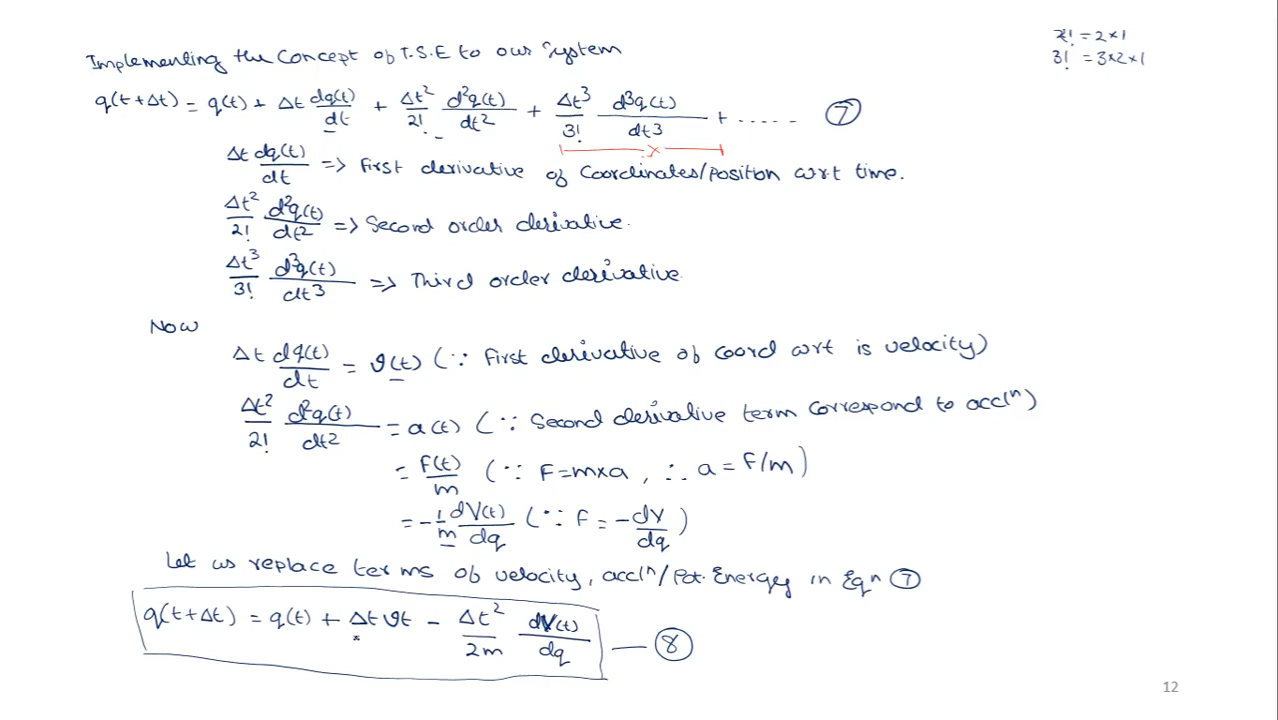 2! = 2×1
3! = 3×2×1
Implementing the Concept of T.S.E to our System
q(t+Δt) = q(t) + Δt dq(t)/dt + Δt²/2! d²q(t)/dt² + Δt³/3! d³q(t)/dt3 + ..... ⑦
Δt dq(t)/dt => First derivative of Coordinates/position wrt time.
Δt²/2! d²q(t)/dt² => Second order derivative.
Δt³/3! d³q(t)/dt3 => Third order derivative
Now
Δt dq(t)/dt = ϑ(t) (∵ First derivative of coord wrt is velocity)
Δt²/2! d²q(t)/dt2 = a(t) (∵ Second derivative term correspond to accⁿ)
= F(t)/m (∵ F=m×a, ∴ a = F/m)
= -1/m dV(t)/dq (∵ F = -dV/dq)
Let us replace terms of velocity, accⁿ/Pot. Energy in Eqⁿ ⑦
q(t+Δt) = q(t) + Δt ϑt - Δt²/2m dV(t)/dq — ⑧
12